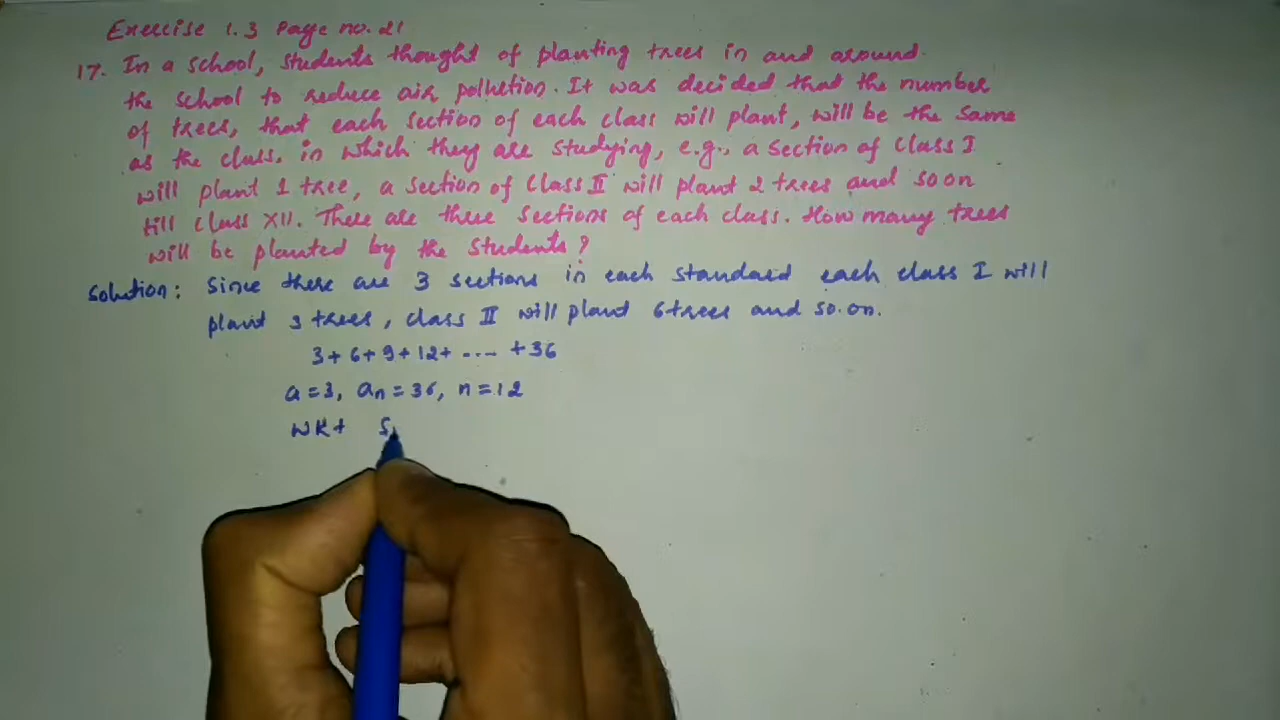 Exercise 1.3 Page no. 21
17. In a school, students thought of planting trees in and around
the school to reduce air pollution. It was decided that the number
of trees, that each section of each class will plant, will be the same
as the class, in which they are studying, e.g., a section of class I
will plant 1 tree, a section of class II will plant 2 trees and so on
till class XII. There are three sections of each class. How many trees
will be planted by the students?
Solution: Since there are 3 sections in each standard each class I will
plant 3 trees, class II will plant 6 trees and so. on.
3+6+9+12+ .... +36
a=3, an=36, n=12
WKt S